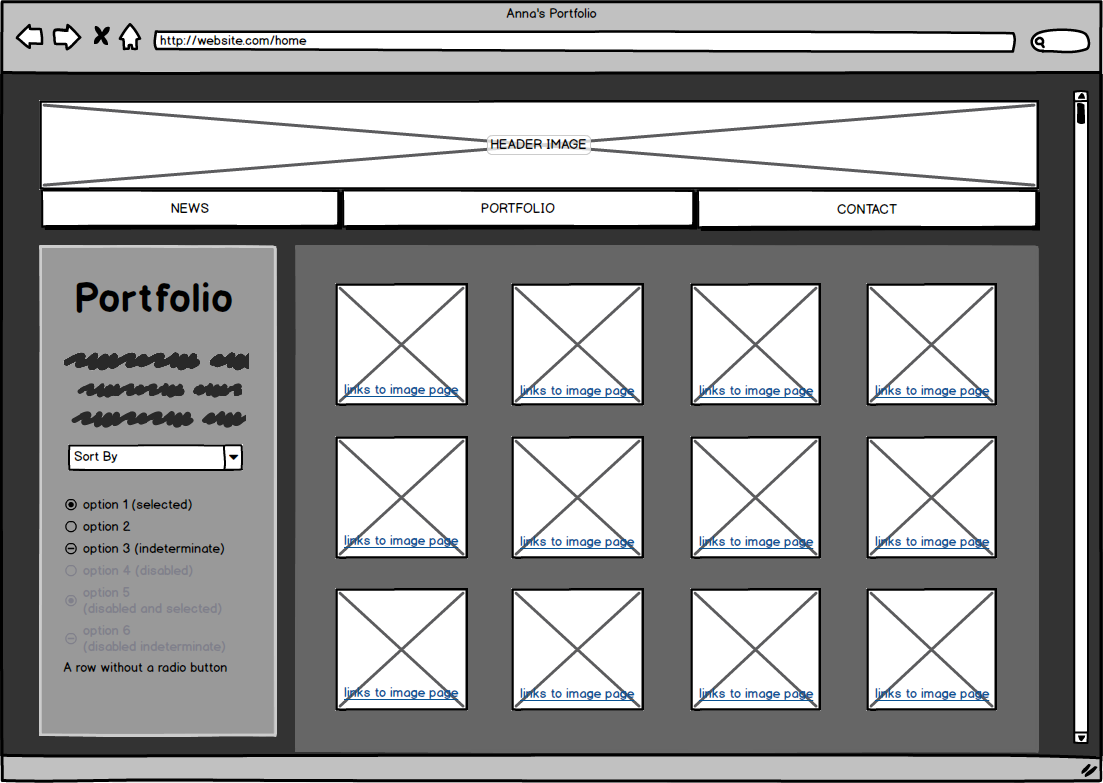 Anna's Portfolio
http://website.com/home
HEADER IMAGE
NEWS
PORTFOLIO
CONTACT
Portfolio
Sort By
option 1 (selected)
option 2
option 3 (indeterminate)
option 4 (disabled)
option 5
(disabled and selected)
option 6
(disabled indeterminate)
A row without a radio button
links to image page
links to image page
links to image page
links to image page
links to image page
links to image page
links to image page
links to image page
links to image page
links to image page
links to image page
links to image page